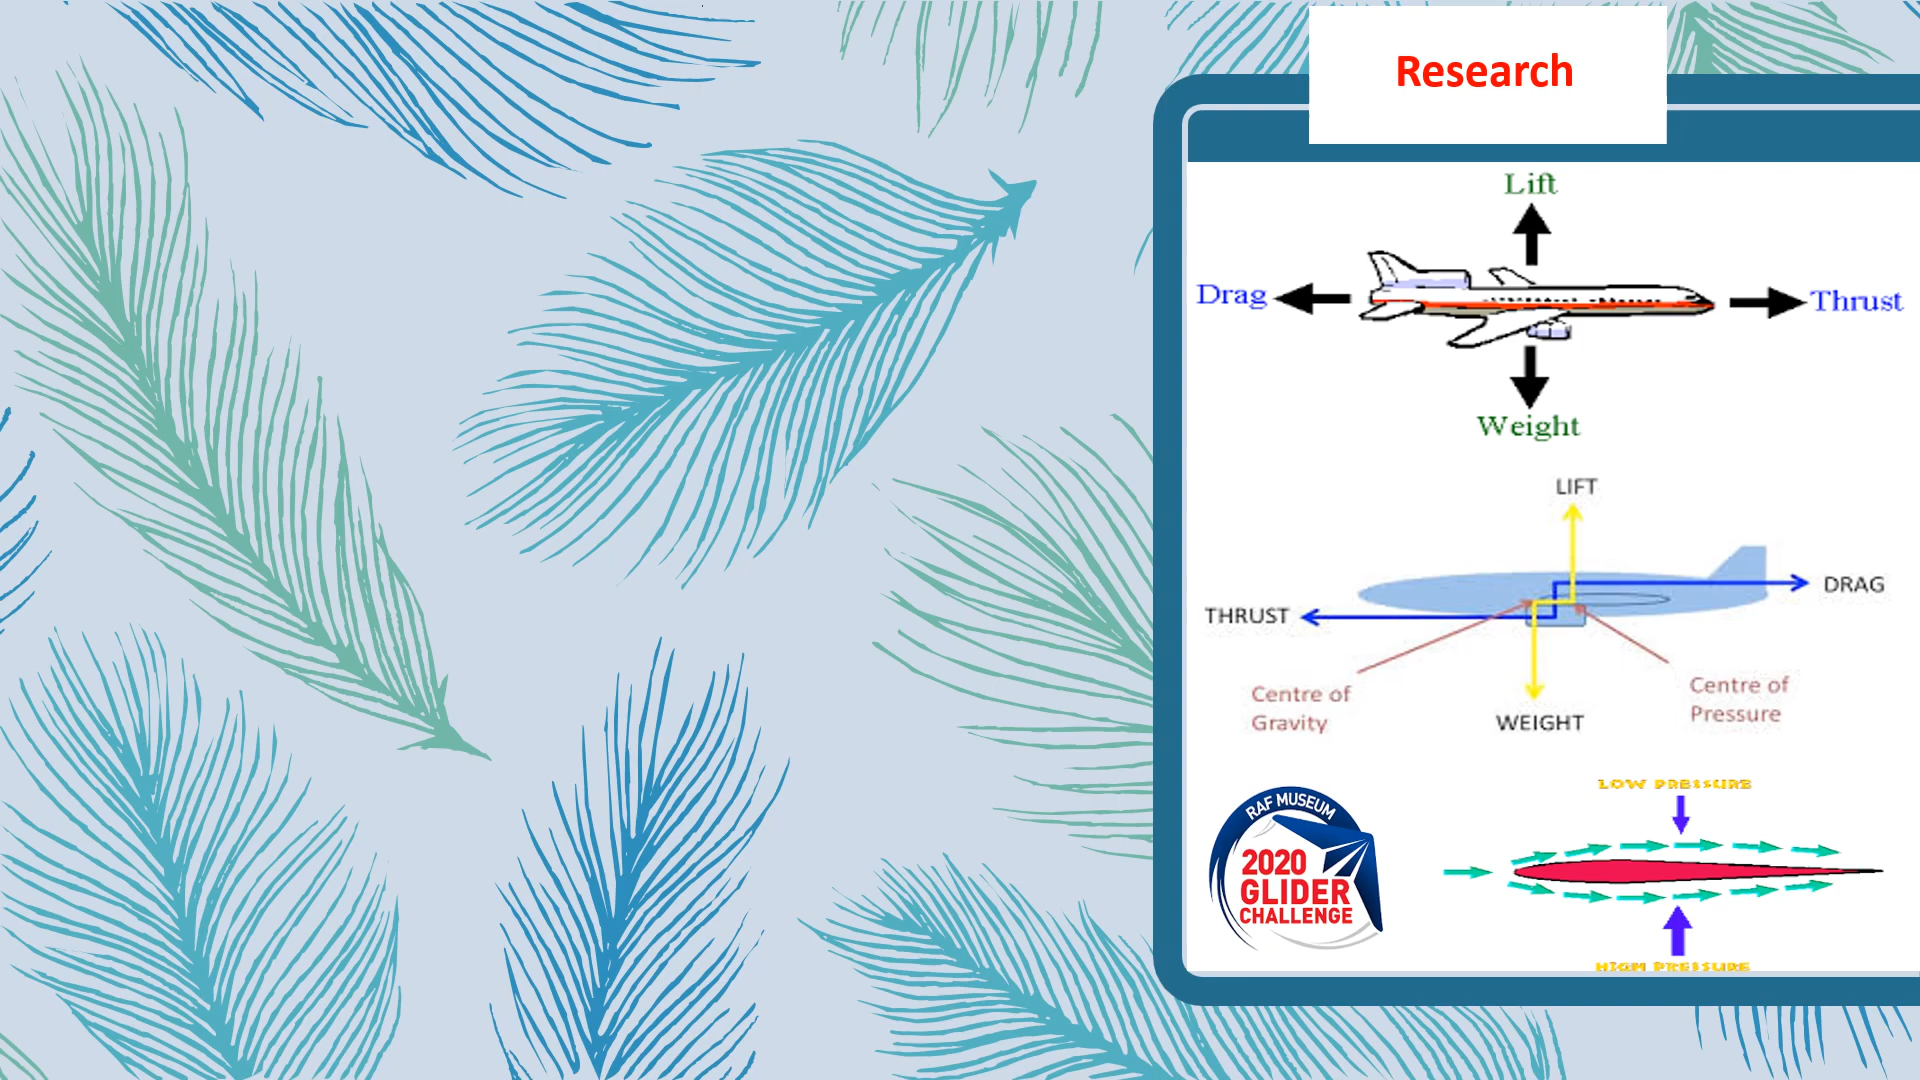 Research
Lift
Drag
Thrust
Weight
LIFT
DRAG
THRUST
Centre of
Gravity
Centre of
Pressure
WEIGHT
LOW PRESSURE
RAF MUSEUM
2020
GLIDER
CHALLENGE
HIGH PRESSURE